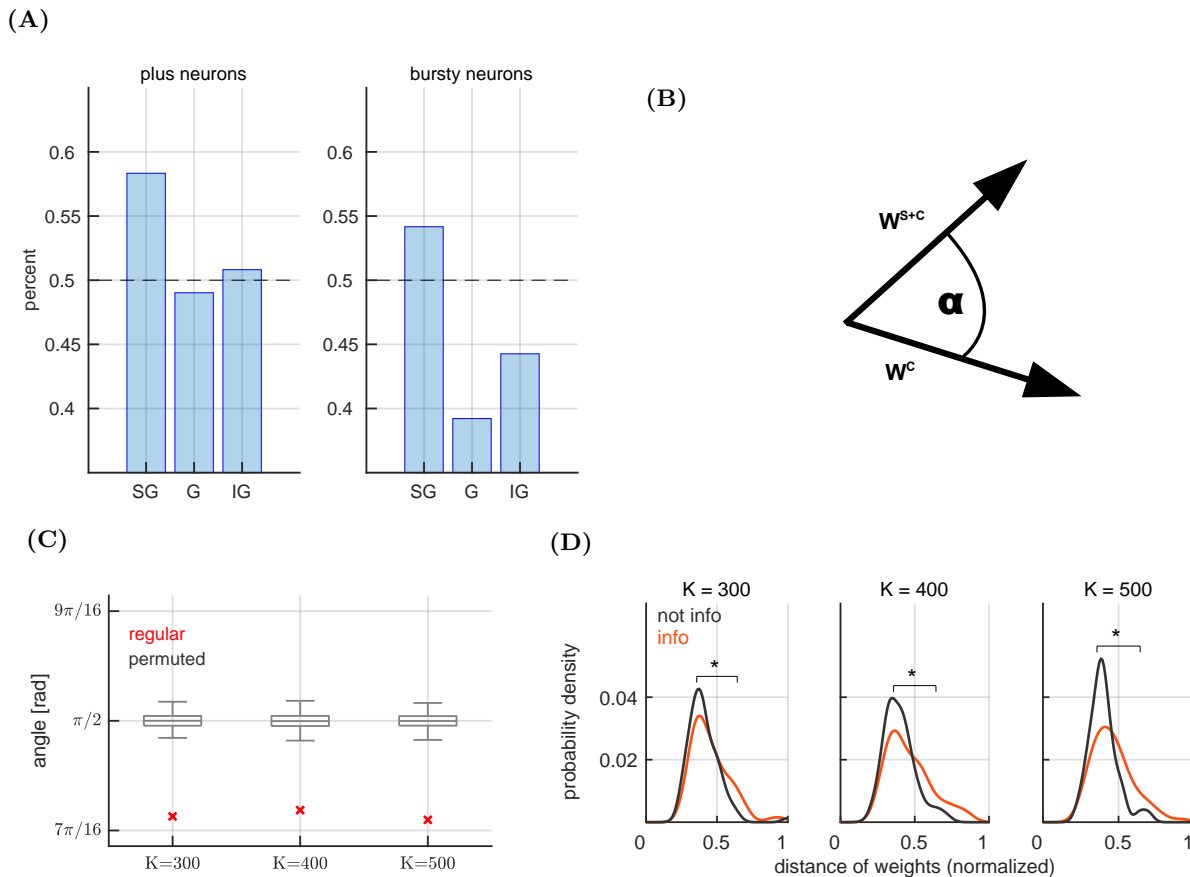 (A)
plus neurons
bursty neurons
percent
0.6
0.55
0.5
0.45
0.4
SG G IG
0.6
0.55
0.5
0.45
0.4
SG G IG
(B)
W^{S+C}
α
W^C
(C)
angle [rad]
9π/16
π/2
7π/16
regular
permuted
K=300 K=400 K=500
(D)
K = 300 K = 400 K = 500
not info
info
* * *
probability density
0.04
0.02
0 0.5 0 0.5 1 0 0.5 1
distance of weights (normalized)